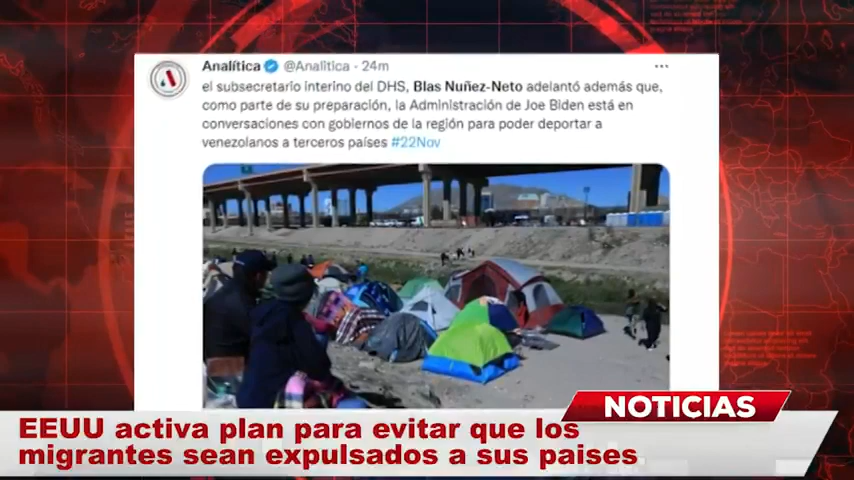 Analítica @Analitica · 24m
el subsecretario interino del DHS, Blas Nuñez-Neto adelantó además que,
como parte de su preparación, la Administración de Joe Biden está en
conversaciones con gobiernos de la región para poder deportar a
venezolanos a terceros países #22Nov
NOTICIAS
EEUU activa plan para evitar que los
migrantes sean expulsados a sus paises